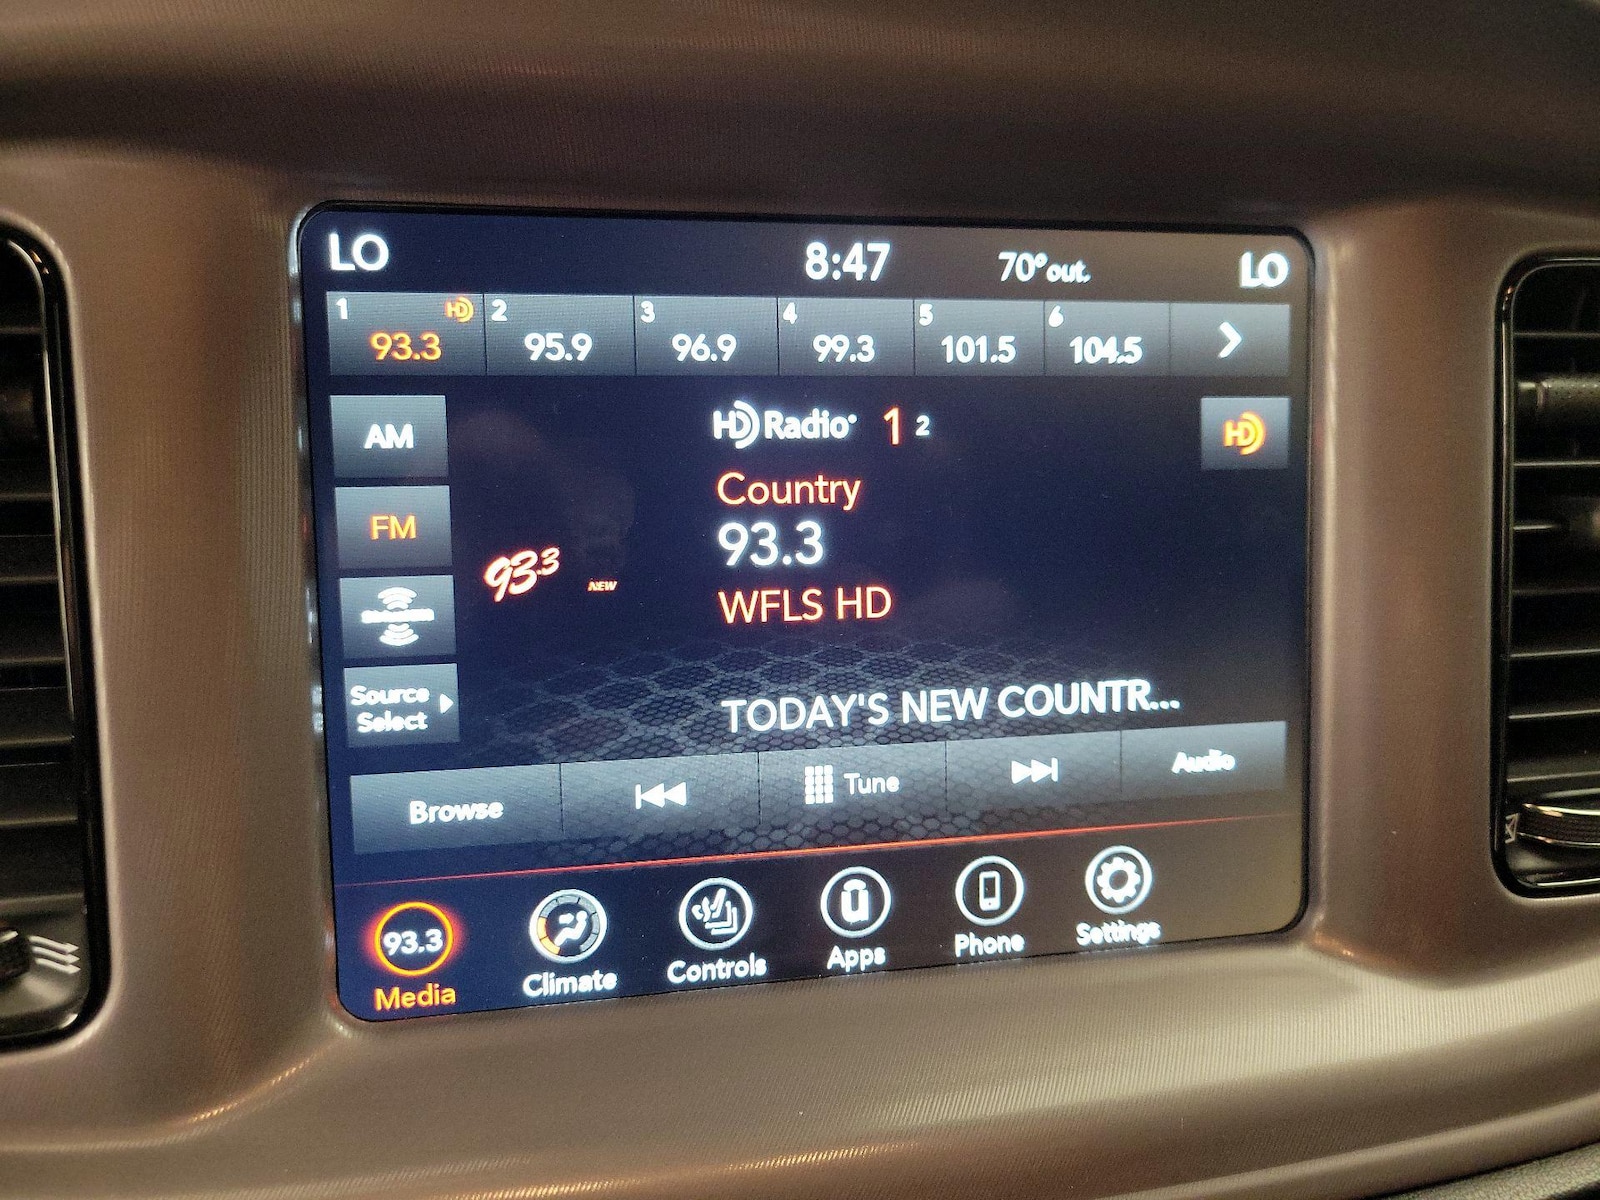 LO 8:47 70° out. LO
1 HD 2 3 4 5 6
93.3 95.9 96.9 99.3 101.5 104.5
AM HD Radio 1 2 HD
Country
FM 93.3
93.3 NEW WFLS HD
Source
Select
TODAY'S NEW COUNTR...
Browse Tune Audio
93.3
Media Climate Controls Apps Phone Settings